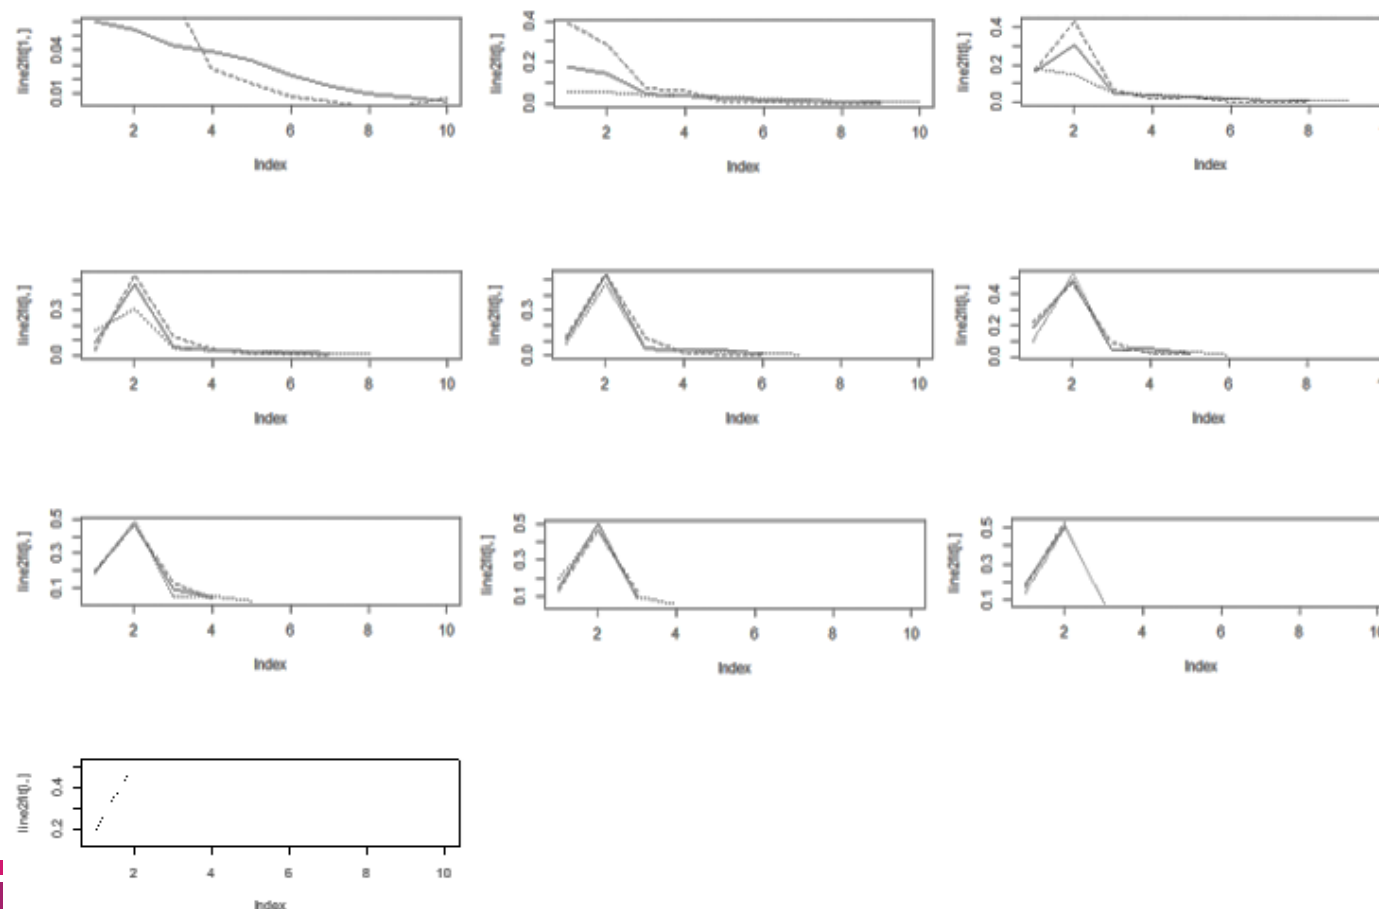 line2fit[1, ]
0.04
0.01
2 4 6 8 10
Index
line2fit[i, ]
0.4
0.2
0.0
2 4 6 8 10
Index
line2fit[i, ]
0.4
0.2
0.0
2 4 6 8
Index
line2fit[i, ]
0.3
0.0
2 4 6 8 10
Index
line2fit[i, ]
0.3
0.0
2 4 6 8 10
Index
line2fit[i, ]
0.4
0.2
0.0
2 4 6 8
Index
line2fit[i, ]
0.5
0.3
0.1
2 4 6 8 10
Index
line2fit[i, ]
0.5
0.3
0.1
2 4 6 8 10
Index
line2fit[i, ]
0.5
0.3
0.1
2 4 6 8 10
Index
line2fit[i, ]
0.4
0.2
2 4 6 8 10
Index